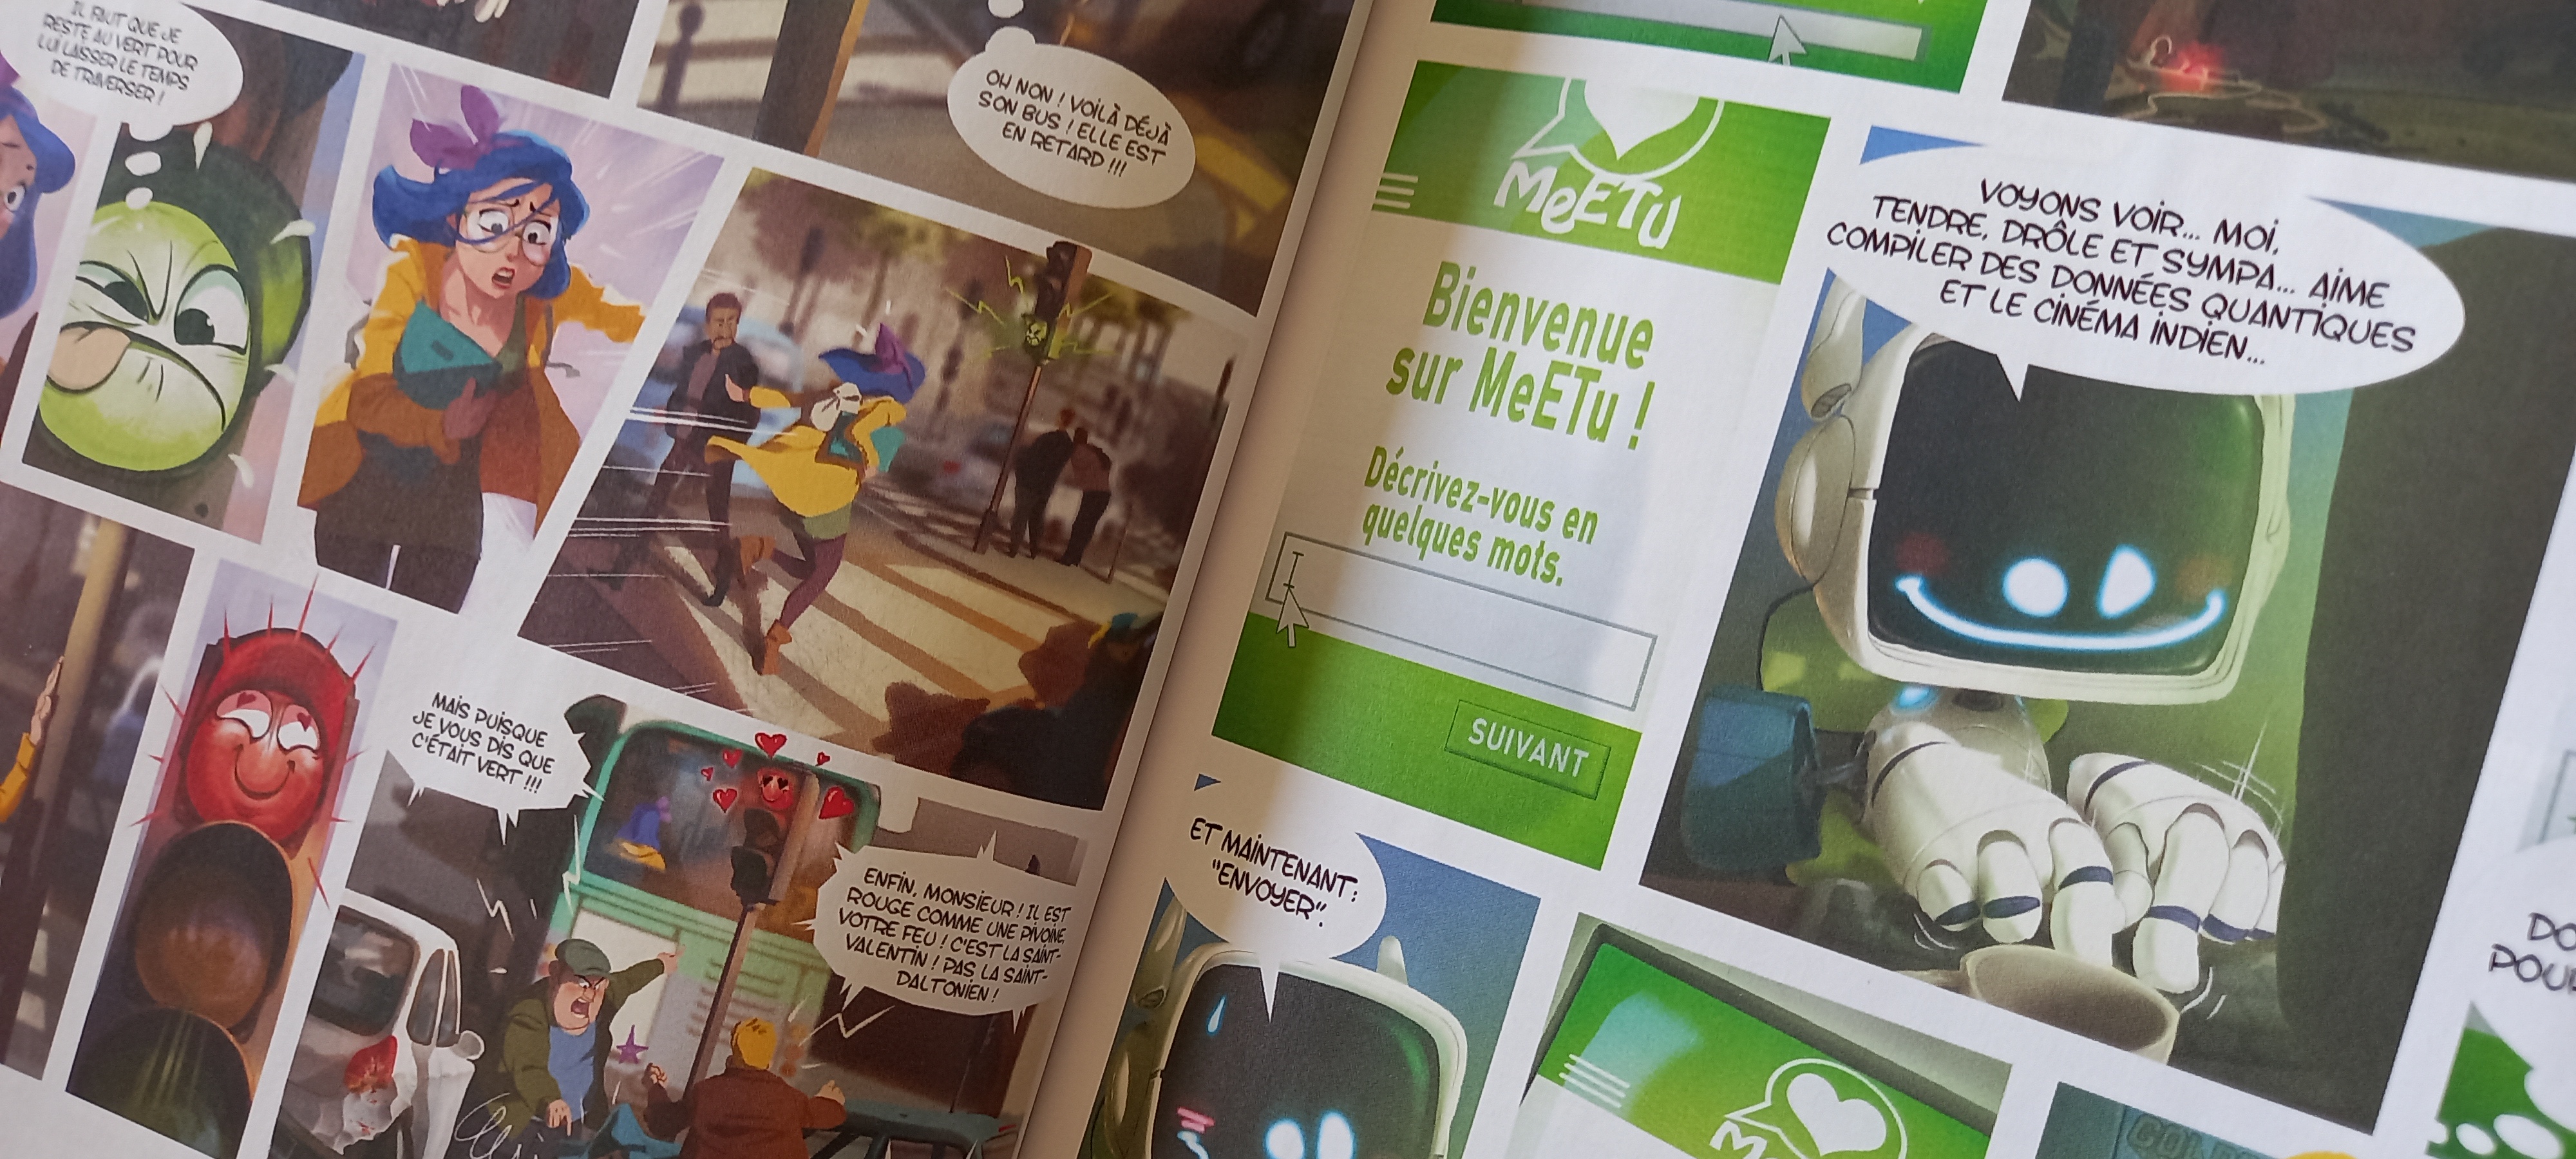 OH NON ! VOILÀ DÉJÀ
SON BUS ! ELLE EST
EN RETARD !!!
IL FAUT QUE JE
RESTE AU VERT POUR
LUI LAISSER LE TEMPS
DE TRAVERSER !
MAIS PUISQUE
JE VOUS DIS QUE
C'ÉTAIT VERT !!!
ENFIN, MONSIEUR ! IL EST
ROUGE COMME UNE PIVOINE,
VOTRE FEU ! C'EST LA SAINT-
VALENTIN ! PAS LA SAINT-
DALTONIEN !
MeETu
Bienvenue
sur MeETu !
Décrivez-vous en
quelques mots.
SUIVANT
VOYONS VOIR... MOI,
TENDRE, DRÔLE ET SYMPA... AIME
COMPILER DES DONNÉES QUANTIQUES
ET LE CINÉMA INDIEN...
ET MAINTENANT :
"ENVOYER".
M